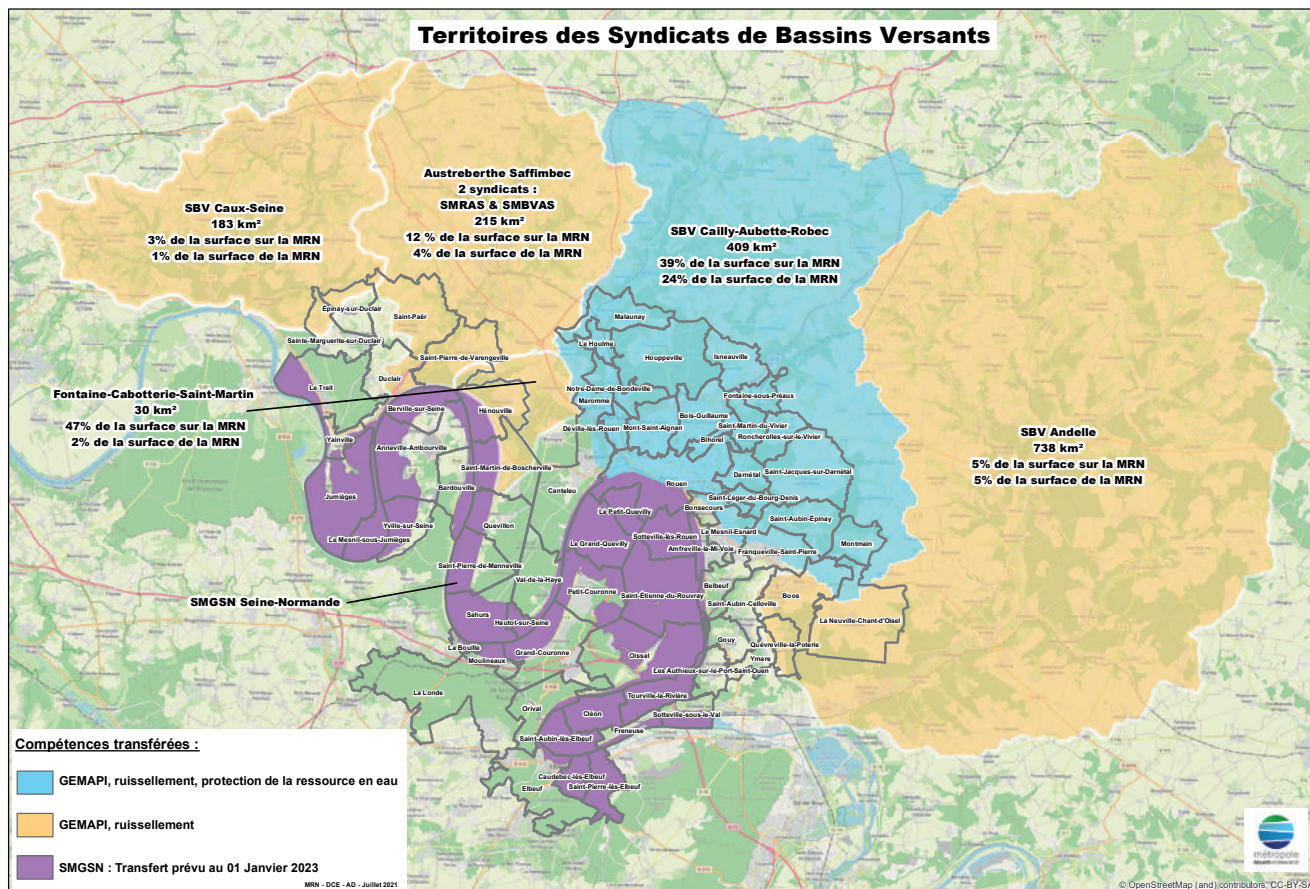 Territoires des Syndicats de Bassins Versants
SBV Caux-Seine
183 km²
3% de la surface sur la MRN
1% de la surface de la MRN
Austreberthe Saffimbec
2 syndicats :
SMRAS & SMBVAS
215 km²
12 % de la surface sur la MRN
4% de la surface de la MRN
SBV Cailly-Aubette-Robec
409 km²
39% de la surface sur la MRN
24% de la surface de la MRN
SBV Andelle
738 km²
5% de la surface sur la MRN
5% de la surface de la MRN
Fontaine-Cabotterie-Saint-Martin
30 km²
47% de la surface sur la MRN
2% de la surface de la MRN
SMGSN Seine-Normande
Épinay-sur-Duclair
Saint-Paër
Sainte-Marguerite-sur-Duclair
Saint-Pierre-de-Varengeville
Le Trait
Duclair
Berville-sur-Seine
Hénouville
Yainville
Anneville-Ambourville
Saint-Martin-de-Boscherville
Bardouville
Jumièges
Yville-sur-Seine
Quevillon
Le Mesnil-sous-Jumièges
Saint-Pierre-de-Manneville
Val-de-la-Haye
Canteleu
Sahurs
Hautot-sur-Seine
La Bouille
Moulineaux
Grand-Couronne
La Londe
Orival
Malaunay
Le Houlme
Houppeville
Isneauville
Notre-Dame-de-Bondeville
Fontaine-sous-Préaux
Maromme
Bois-Guillaume
Déville-lès-Rouen
Mont-Saint-Aignan
Saint-Martin-du-Vivier
Bihorel
Roncherolles-sur-le-Vivier
Darnétal
Saint-Jacques-sur-Darnétal
Rouen
Saint-Léger-du-Bourg-Denis
Bonsecours
Le Petit-Quevilly
Saint-Aubin-Épinay
Le Mesnil-Esnard
Sotteville-lès-Rouen
Le Grand-Quevilly
Amfreville-la-Mi-Voie
Franqueville-Saint-Pierre
Montmain
Petit-Couronne
Saint-Étienne-du-Rouvray
Belbeuf
Boos
Saint-Aubin-Celloville
La Neuville-Chant-d'Oisel
Gouy
Quévreville-la-Poterie
Ymare
Oissel
Les Authieux-sur-le-Port-Saint-Ouen
Tourville-la-Rivière
Cléon
Sotteville-sous-le-Val
Freneuse
Saint-Aubin-lès-Elbeuf
Caudebec-lès-Elbeuf
Elbeuf
Saint-Pierre-lès-Elbeuf
Compétences transférées :
GEMAPI, ruissellement, protection de la ressource en eau
GEMAPI, ruissellement
SMGSN : Transfert prévu au 01 Janvier 2023
MRN - DCE - AD - Juillet 2021
métropole
© OpenStreetMap (and) contributors, CC-BY-SA